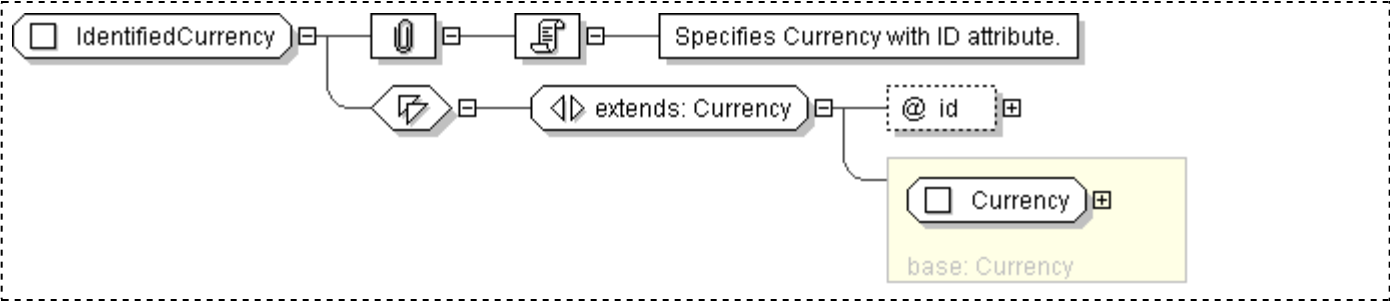 IdentifiedCurrency
Specifies Currency with ID attribute.
extends: Currency
@ id
Currency
base: Currency